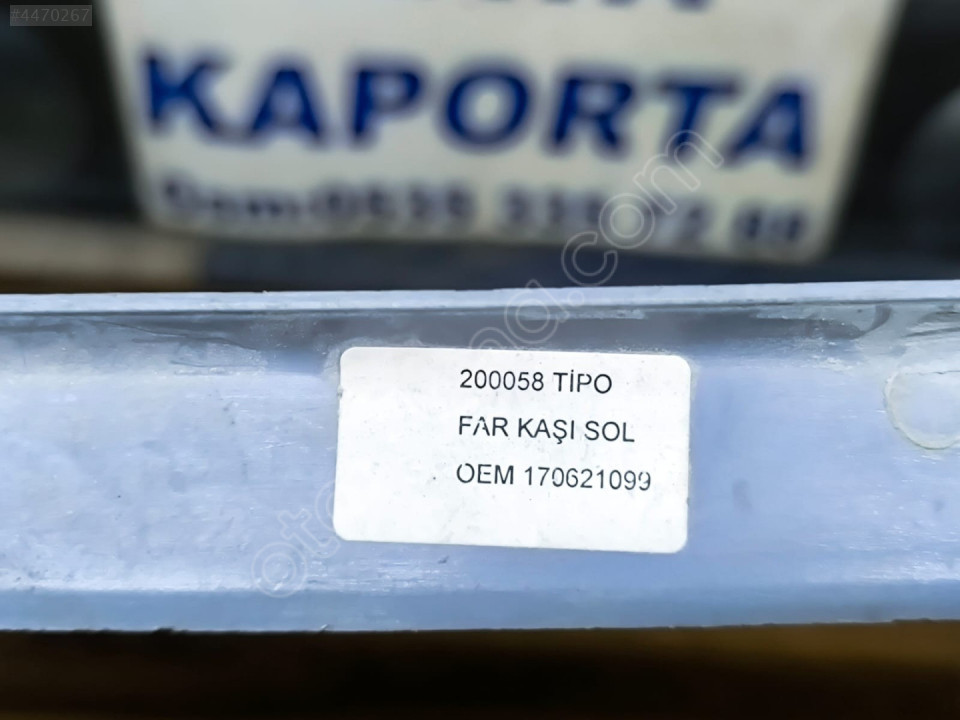 #4470267
KAPORTA
200058 TİPO
FAR KAŞI SOL
OEM 170621099